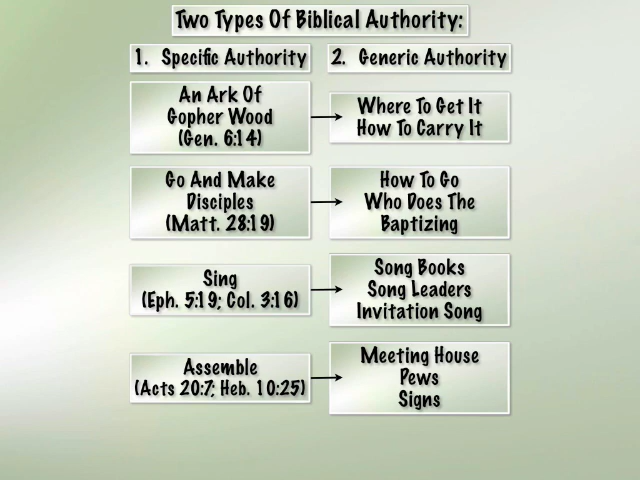 Two Types Of Biblical Authority:
1. Specific Authority
2. Generic Authority
An Ark Of
Gopher Wood
(Gen. 6:14)
Where To Get It
How To Carry It
Go And Make
Disciples
(Matt. 28:19)
How To Go
Who Does The
Baptizing
Sing
(Eph. 5:19; Col. 3:16)
Song Books
Song Leaders
Invitation Song
Assemble
(Acts 20:7; Heb. 10:25)
Meeting House
Pews
Signs